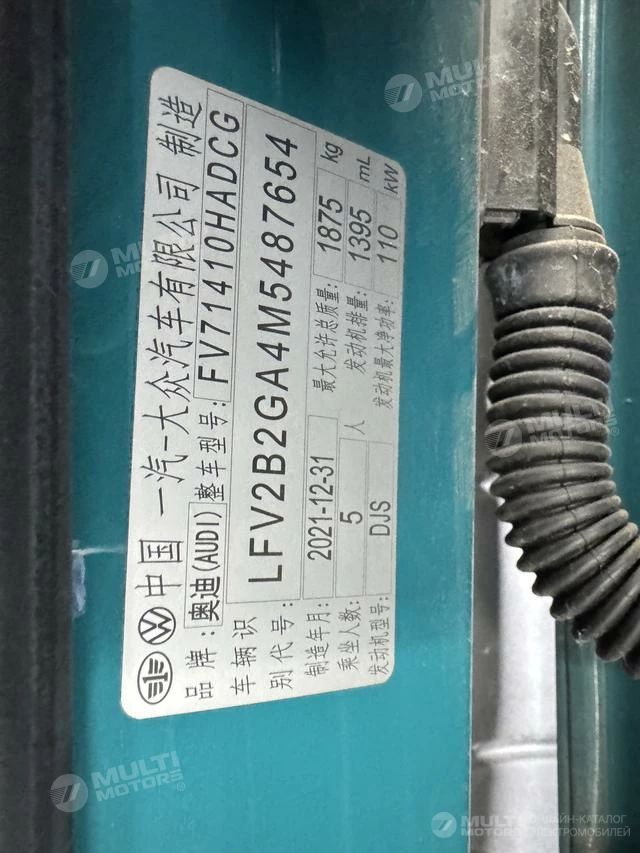 中国 一汽-大众汽车有限公司 制造
品牌: 奥迪(AUDI) 整车型号: FV71410HADCG
车辆识
别代号: LFV2B2GA4M5487654
制造年月: 2021-12-31 最大允许总质量: 1875 kg
乘坐人数: 5 人 发动机排量: 1395 mL
发动机型号: DJS 发动机最大净功率: 110 kW
MULTI
MOTORS
MULTI
MOTORS
MULTI
MOTORS
MULTI
MOTORS
MULTI
MOTORS
ОНЛАЙН-КАТАЛОГ
ЭЛЕКТРОМОБИЛЕЙ